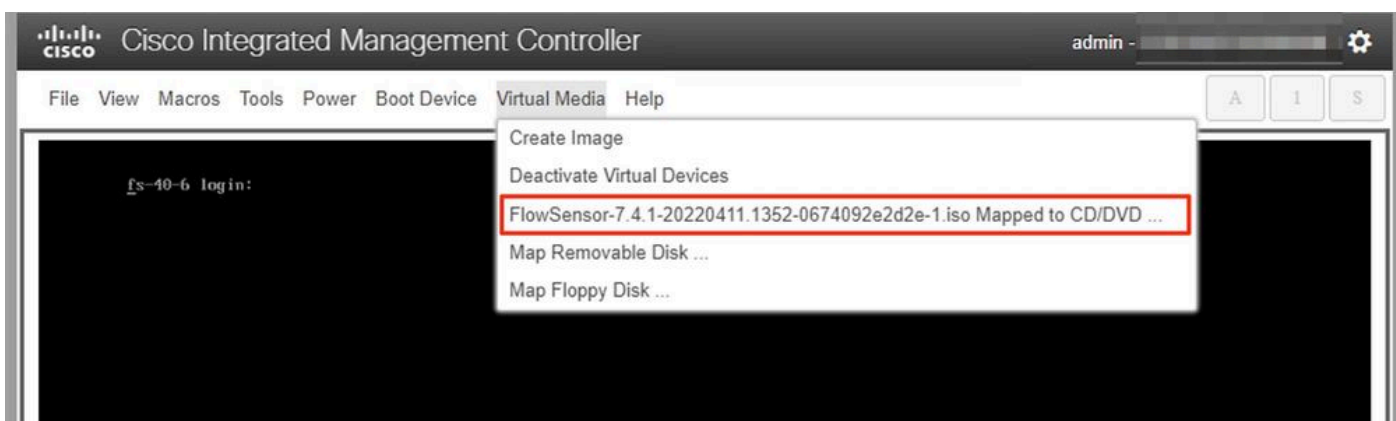 CISCO Cisco Integrated Management Controller admin -
File View Macros Tools Power Boot Device Virtual Media Help A 1 S
Create Image
fs-40-6 login:
Deactivate Virtual Devices
FlowSensor-7.4.1-20220411.1352-0674092e2d2e-1.iso Mapped to CD/DVD ...
Map Removable Disk ...
Map Floppy Disk ...